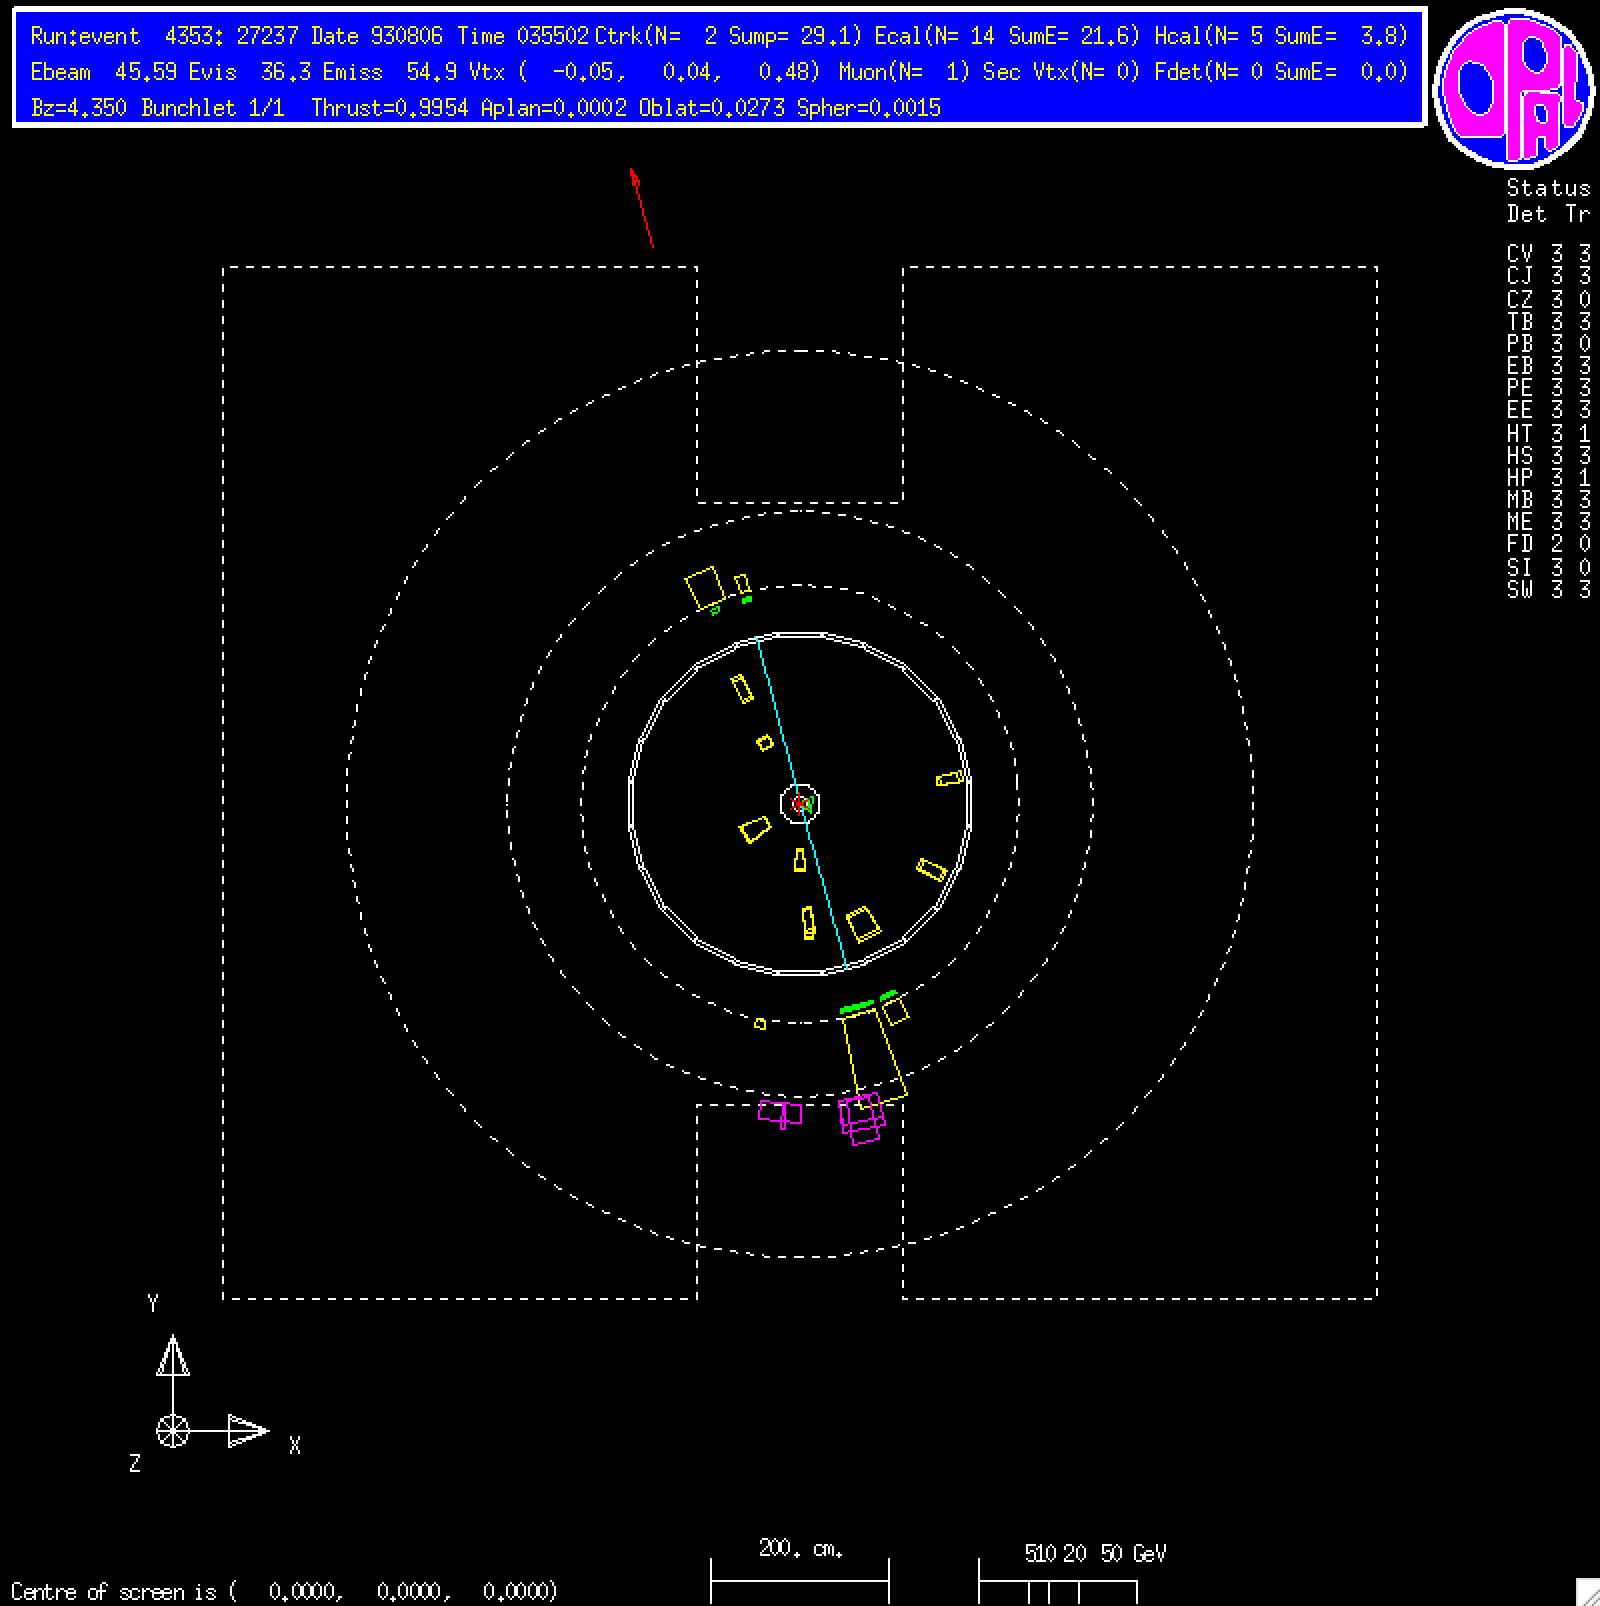 Run:event 4353: 27237 Date 930806 Time 035502 Ctrk(N= 2 Sump= 29.1) Ecal(N= 14 SumE= 21.6) Hcal(N= 5 SumE= 3.8)
Ebeam 45.59 Evis 36.3 Emiss 54.9 Vtx ( -0.05, 0.04, 0.48) Muon(N= 1) Sec Vtx(N= 0) Fdet(N= 0 SumE= 0.0)
Bz=4.350 Bunchlet 1/1 Thrust=0.9954 Aplan=0.0002 Oblat=0.0273 Spher=0.0015
OPAL
Status
Det Tr
CV 3 3
CJ 3 3
CZ 3 0
TB 3 3
PB 3 0
EB 3 3
PE 3 3
EE 3 3
HT 3 1
HS 3 3
HP 3 1
MB 3 3
ME 3 3
FD 2 0
SI 3 0
SW 3 3
Y
X
Z
200. cm.
5 10 20 50 GeV
Centre of screen is ( 0.0000, 0.0000, 0.0000)